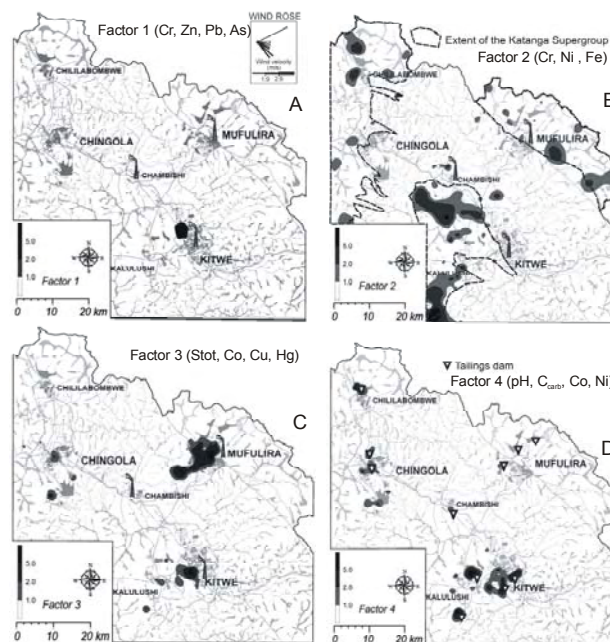 Factor 1 (Cr, Zn, Pb, As)
WIND ROSE
Wind velocity
(m/s)
A
CHILILABOMBWE
CHINGOLA
MUFULIRA
CHAMBISHI
KITWE
KALULUSHI
5.0
2.0
1.0
Factor 1
0 10 20 km
Extent of the Katanga Supergroup
Factor 2 (Cr, Ni , Fe)
B
CHILILABOMBWE
CHINGOLA
MUFULIRA
CHAMBISHI
KITWE
5.0
2.0
1.0
Factor 2
0 10 20 km
Factor 3 (Stot, Co, Cu, Hg)
C
CHILILABOMBWE
CHINGOLA
MUFULIRA
CHAMBISHI
KITWE
KALULUSHI
5.0
2.0
1.0
Factor 3
0 10 20 km
Tailings dam
Factor 4 (pH, Ccarb, Co, Ni)
D
CHILILABOMBWE
CHINGOLA
MUFULIRA
CHAMBISHI
KITWE
KALULUSHI
5.0
2.0
1.0
Factor 4
0 10 20 km